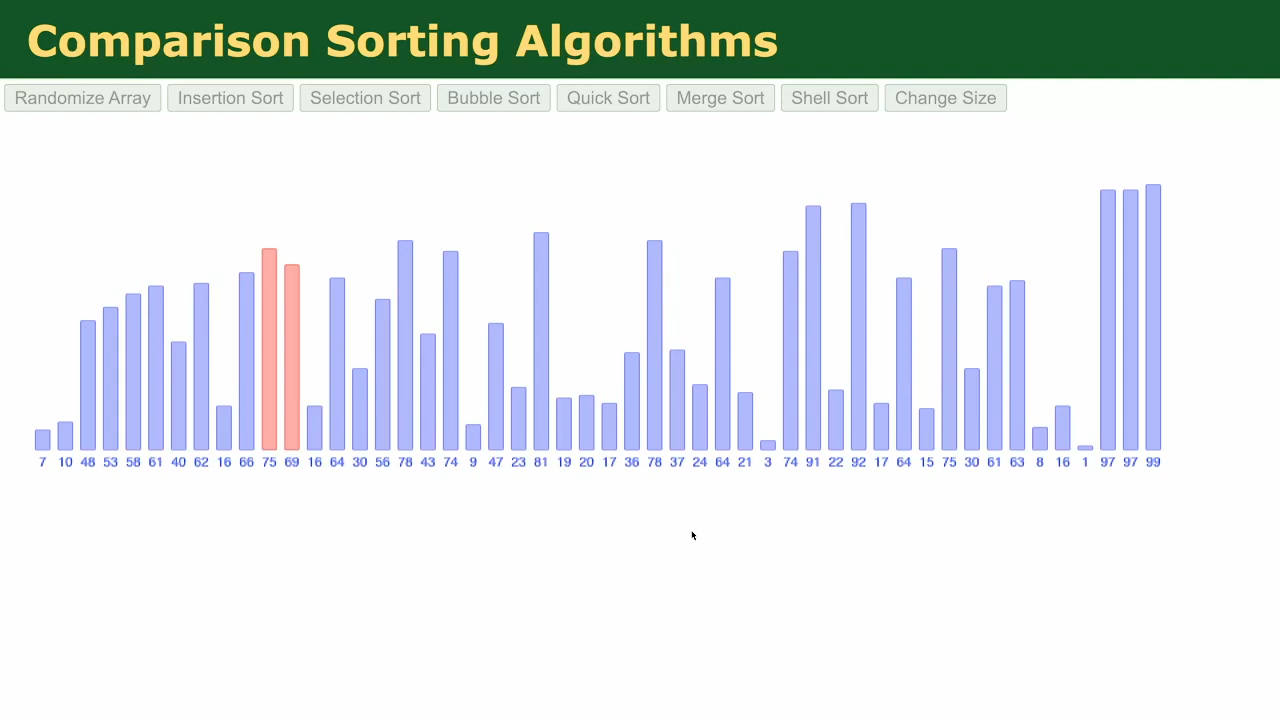 Comparison Sorting Algorithms
Randomize Array Insertion Sort Selection Sort Bubble Sort Quick Sort Merge Sort Shell Sort Change Size
7 10 48 53 58 61 40 62 16 66 75 69 16 64 30 56 78 43 74 9 47 23 81 19 20 17 36 78 37 24 64 21 3 74 91 22 92 17 64 15 75 30 61 63 8 16 1 97 97 99